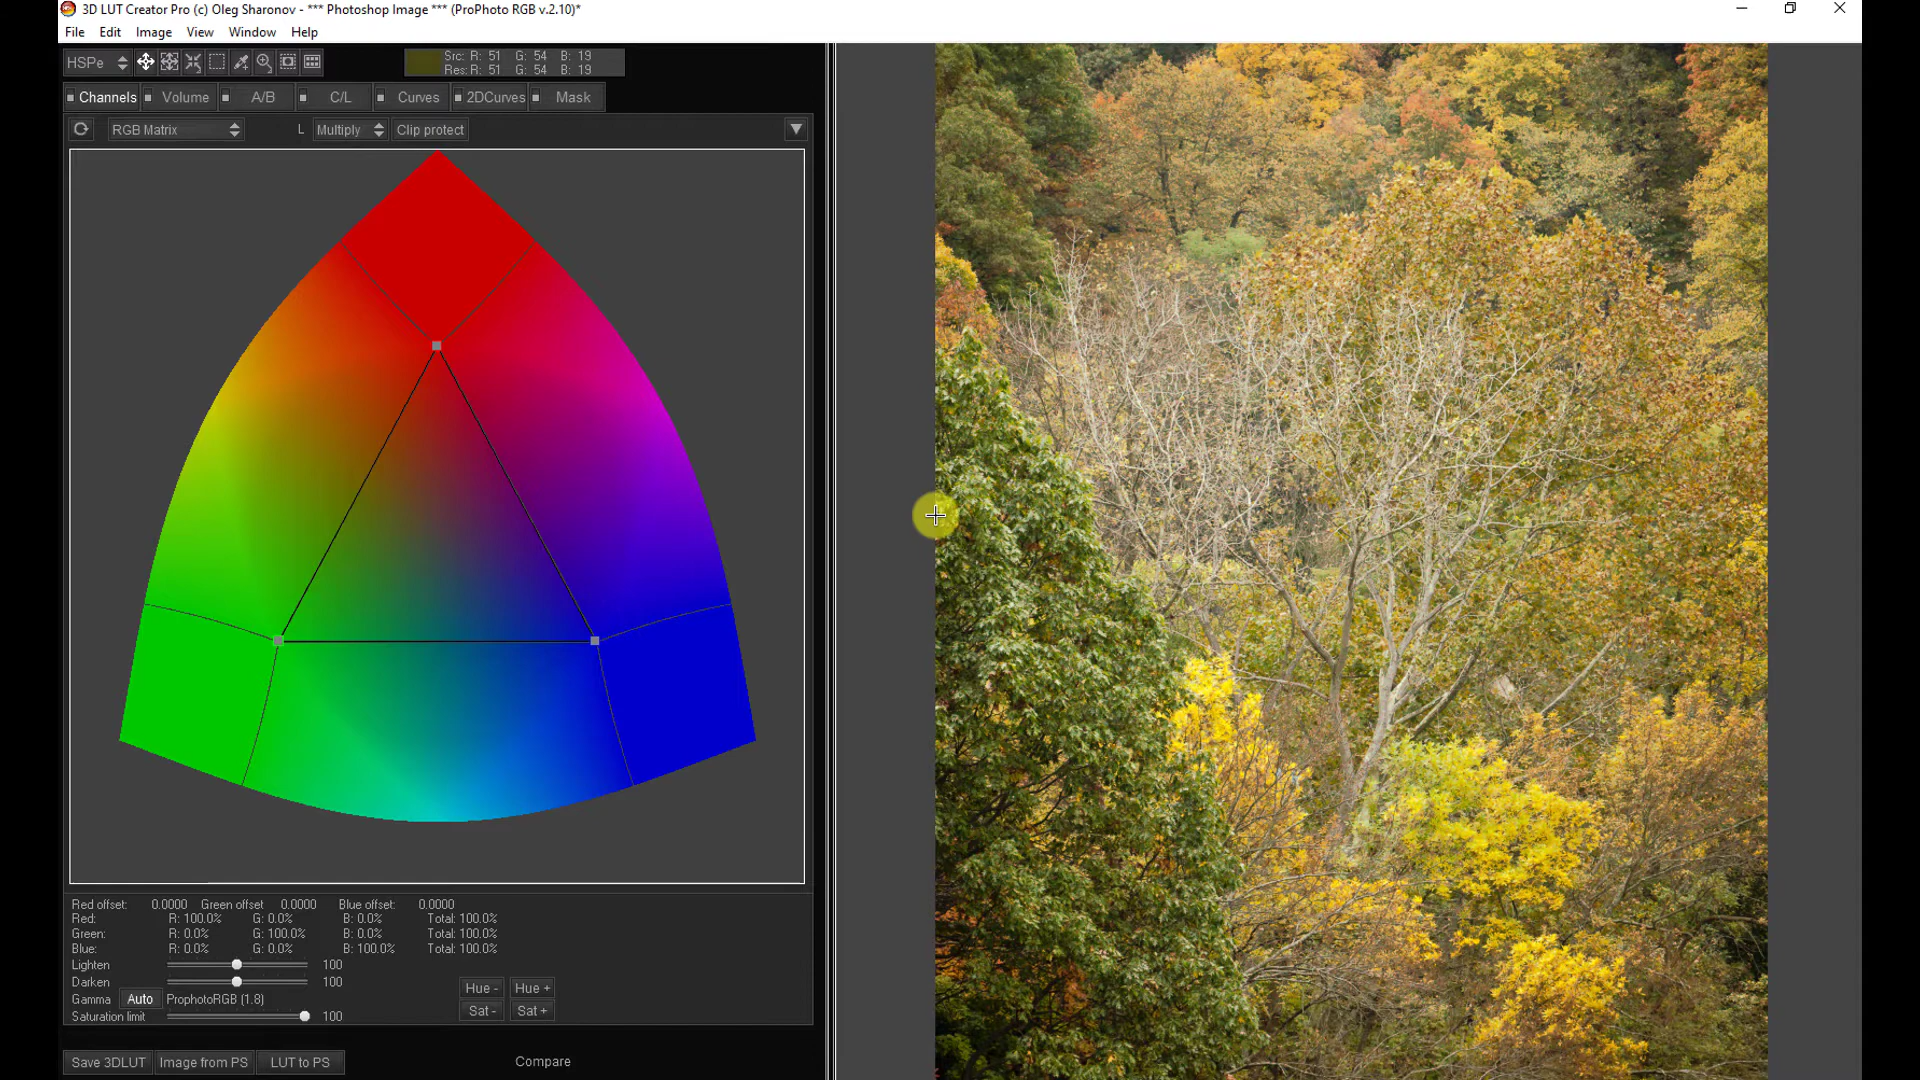 3D LUT Creator Pro (c) Oleg Sharonov - *** Photoshop Image *** (ProPhoto RGB v.2.10)*
File Edit Image View Window Help
HSPe Src: R: 51 G: 54 B: 19
Res: R: 51 G: 54 B: 19
Channels Volume A/B C/L Curves 2DCurves Mask
RGB Matrix L Multiply Clip protect
Red offset: 0.0000 Green offset 0.0000 Blue offset: 0.0000
Red: R: 100.0% G: 0.0% B: 0.0% Total: 100.0%
Green: R: 0.0% G: 100.0% B: 0.0% Total: 100.0%
Blue: R: 0.0% G: 0.0% B: 100.0% Total: 100.0%
Lighten 100
Darken 100
Hue - Hue +
Gamma Auto ProphotoRGB (1.8)
Sat - Sat +
Saturation limit 100
Save 3DLUT Image from PS LUT to PS Compare